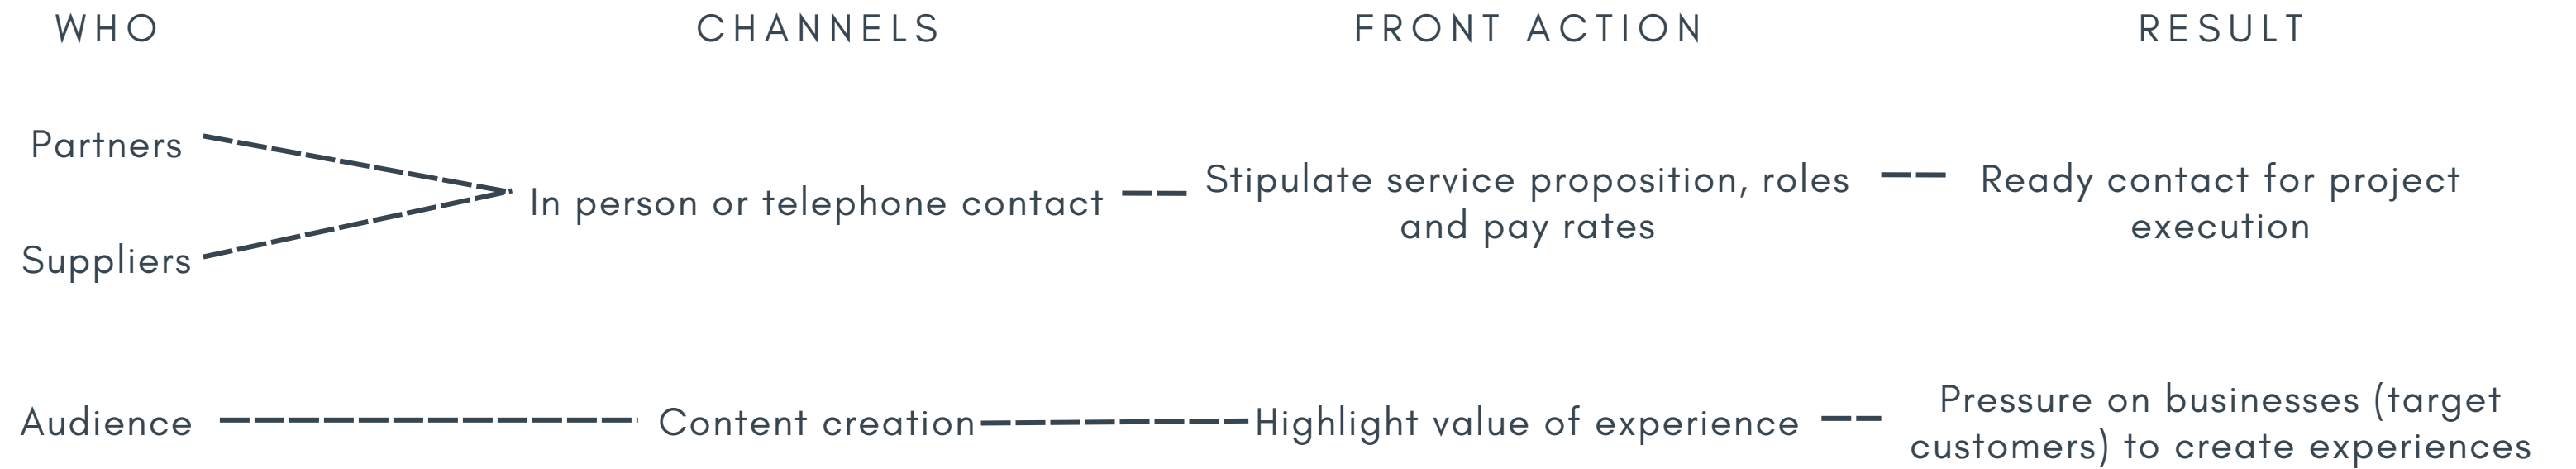 WHO
CHANNELS
FRONT ACTION
RESULT
Partners
Suppliers
In person or telephone contact
Stipulate service proposition, roles
and pay rates
Ready contact for project
execution
Audience
Content creation
Highlight value of experience
Pressure on businesses (target
customers) to create experiences